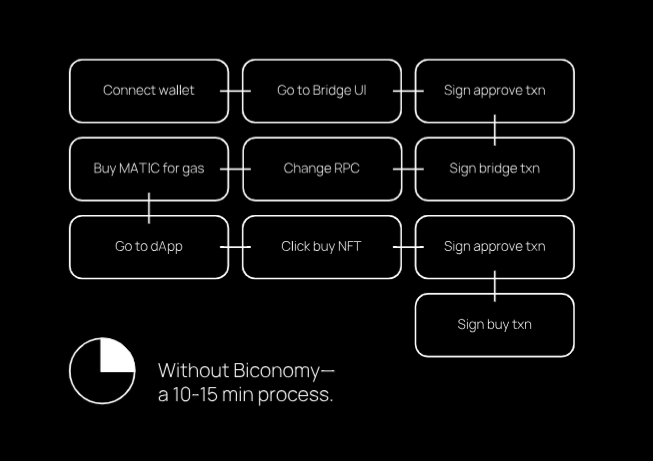 Connect wallet
Go to Bridge UI
Sign approve txn
Buy MATIC for gas
Change RPC
Sign bridge txn
Go to dApp
Click buy NFT
Sign approve txn
Sign buy txn
Without Biconomy—
a 10-15 min process.